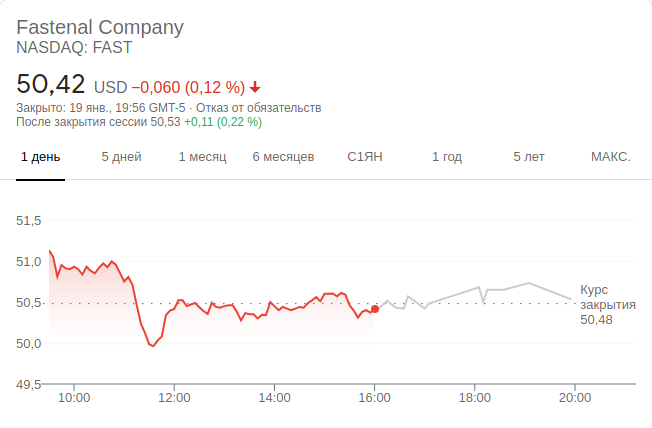 Fastenal Company
NASDAQ: FAST
50,42 USD −0,060 (0,12 %)
Закрыто: 19 янв., 19:56 GMT-5 · Отказ от обязательств
После закрытия сессии 50,53 +0,11 (0,22 %)
1 день 5 дней 1 месяц 6 месяцев С1ЯН 1 год 5 лет МАКС.
51,5
51,0
50,5
50,0
49,5
Курс
закрытия
50,48
10:00 12:00 14:00 16:00 18:00 20:00